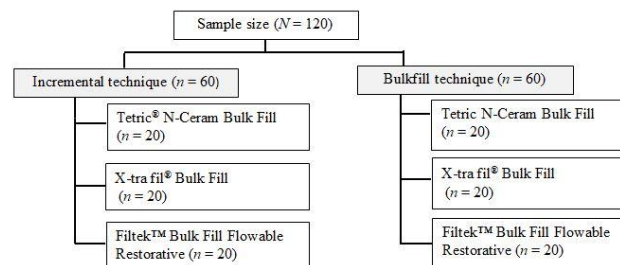 Sample size (N = 120)
Incremental technique (n = 60)
Bulkfill technique (n = 60)
Tetric® N-Ceram Bulk Fill
(n = 20)
X-tra fil® Bulk Fill
(n = 20)
Filtek™ Bulk Fill Flowable
Restorative (n = 20)
Tetric N-Ceram Bulk Fill
(n = 20)
X-tra fil® Bulk Fill
(n = 20)
Filtek™ Bulk Fill Flowable
Restorative (n = 20)